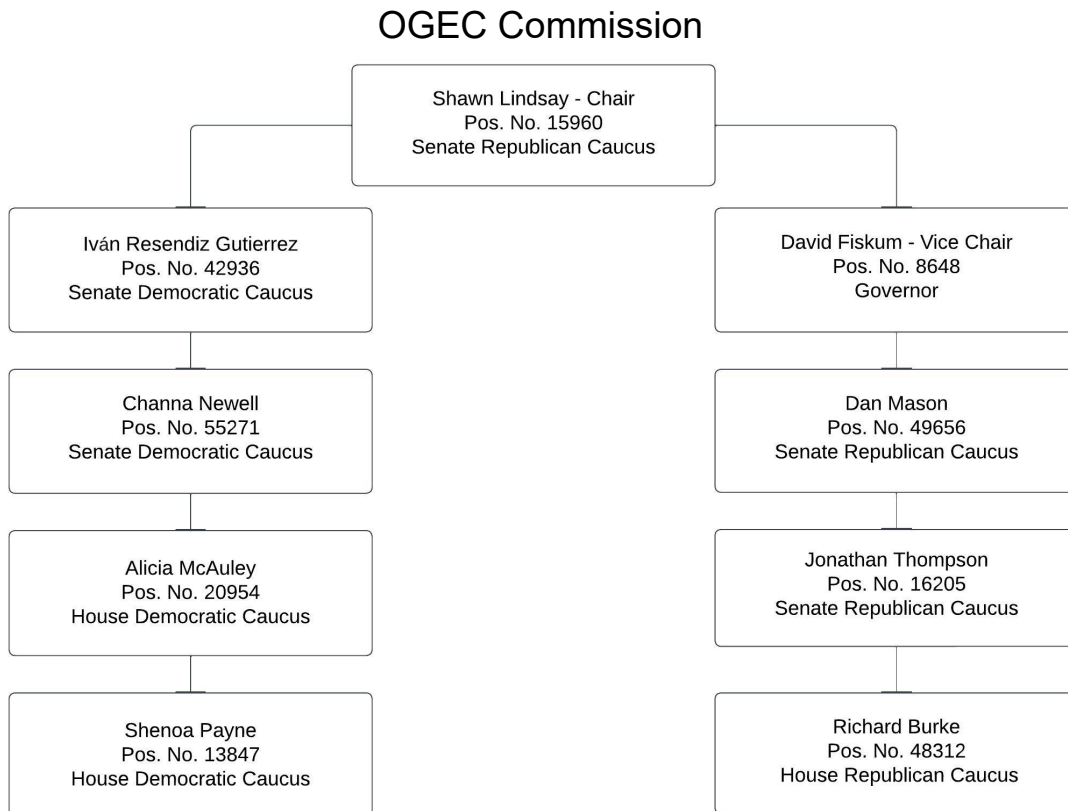 OGEC Commission
Shawn Lindsay - Chair
Pos. No. 15960
Senate Republican Caucus
Iván Resendiz Gutierrez
Pos. No. 42936
Senate Democratic Caucus
David Fiskum - Vice Chair
Pos. No. 8648
Governor
Channa Newell
Pos. No. 55271
Senate Democratic Caucus
Dan Mason
Pos. No. 49656
Senate Republican Caucus
Alicia McAuley
Pos. No. 20954
House Democratic Caucus
Jonathan Thompson
Pos. No. 16205
Senate Republican Caucus
Shenoa Payne
Pos. No. 13847
House Democratic Caucus
Richard Burke
Pos. No. 48312
House Republican Caucus